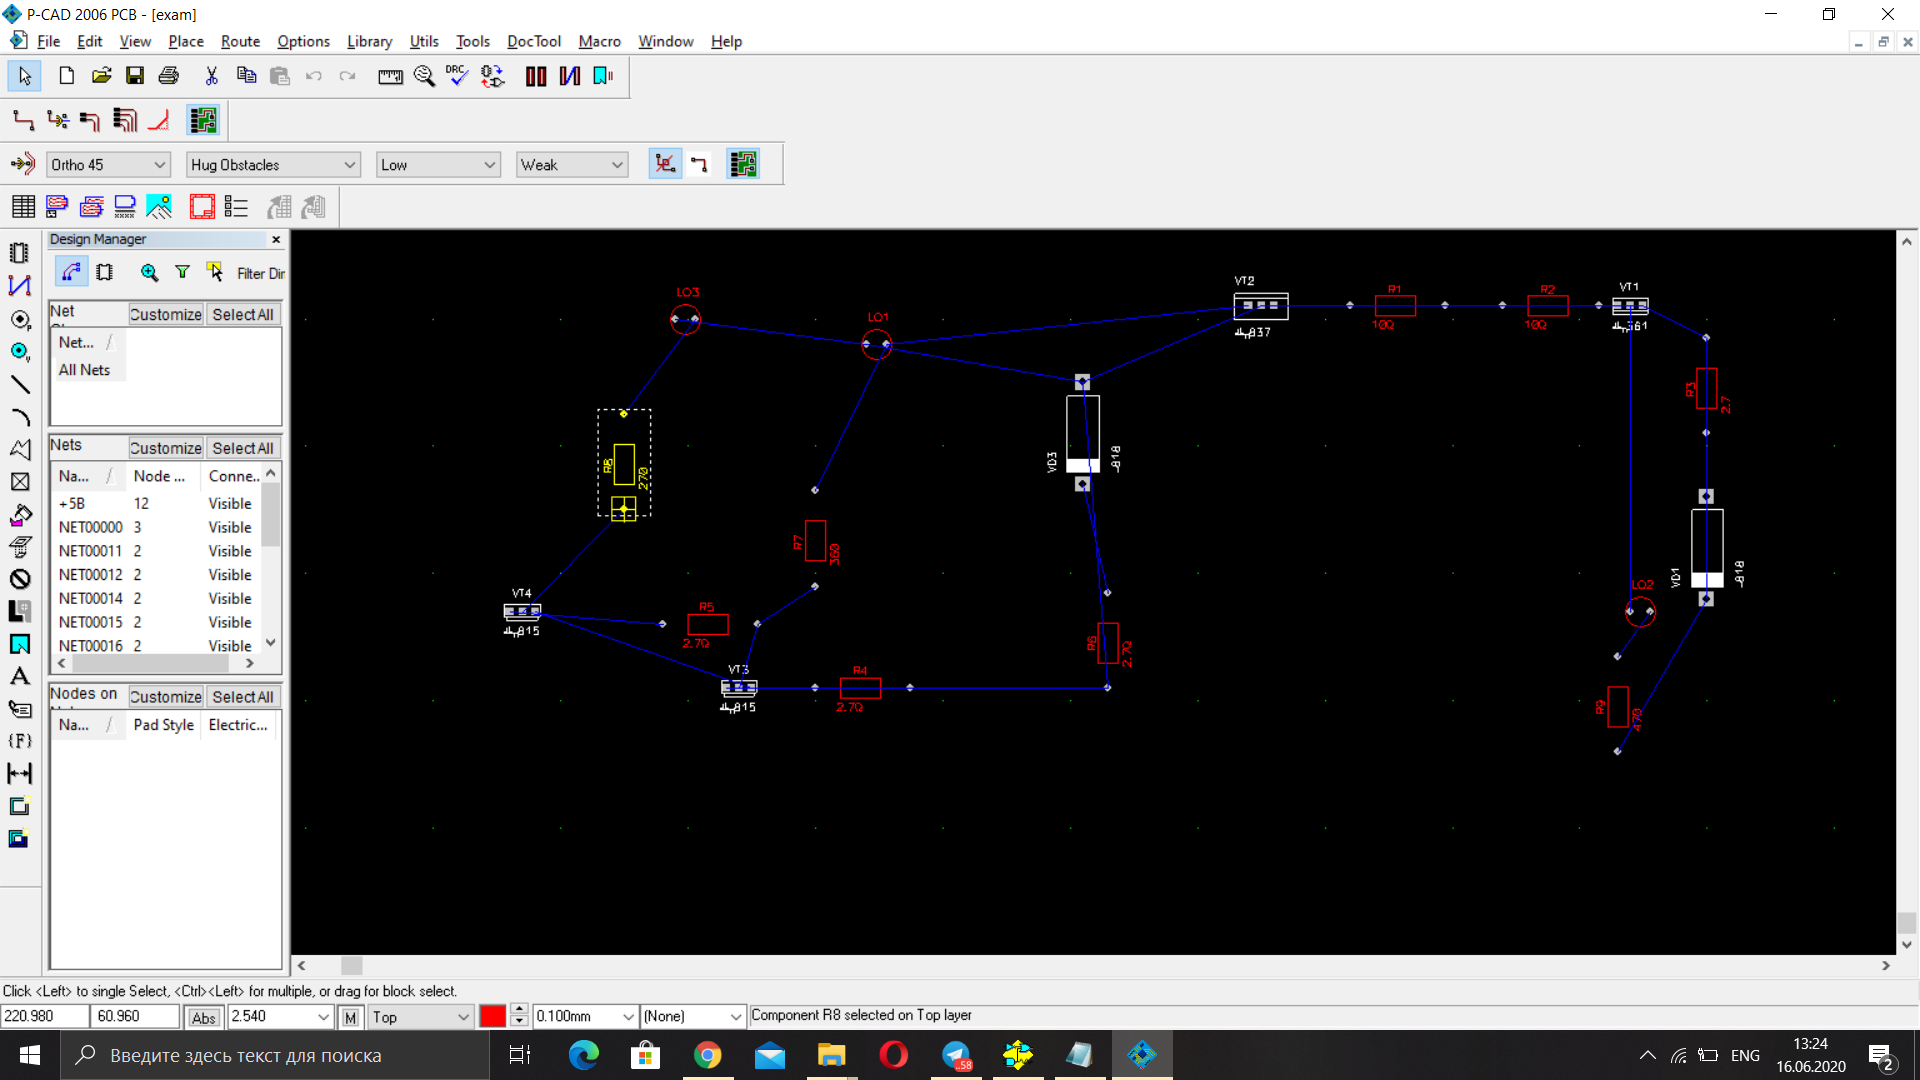 P-CAD 2006 PCB - [exam]
File Edit View Place Route Options Library Utils Tools DocTool Macro Window Help
DRC
Ortho 45 Hug Obstacles Low Weak
Design Manager
Filter Dir
Net Customize Select All
Net...
All Nets
Nets Customize Select All
Na... Node ... Conne...
+5B 12 Visible
NET00000 3 Visible
NET00011 2 Visible
NET00012 2 Visible
NET00014 2 Visible
NET00015 2 Visible
NET00016 2 Visible
Nodes on Customize Select All
Na... Pad Style Electric...
LO3
LO1
VT2
837
R1
10Ω
R2
10Ω
VT1
561
R3
2.7
VD3
-818
R8
270
R7
360
VT4
815
R5
2.7Ω
VT3
815
R4
2.7Ω
R6
2.7Ω
VD1
-818
LO2
R9
470
Click <Left> to single Select, <Ctrl><Left> for multiple, or drag for block select.
220.980 60.960 Abs 2.540 M Top 0.100mm (None) Component R8 selected on Top layer
Введите здесь текст для поиска
..58
ENG
13:24
16.06.2020
2